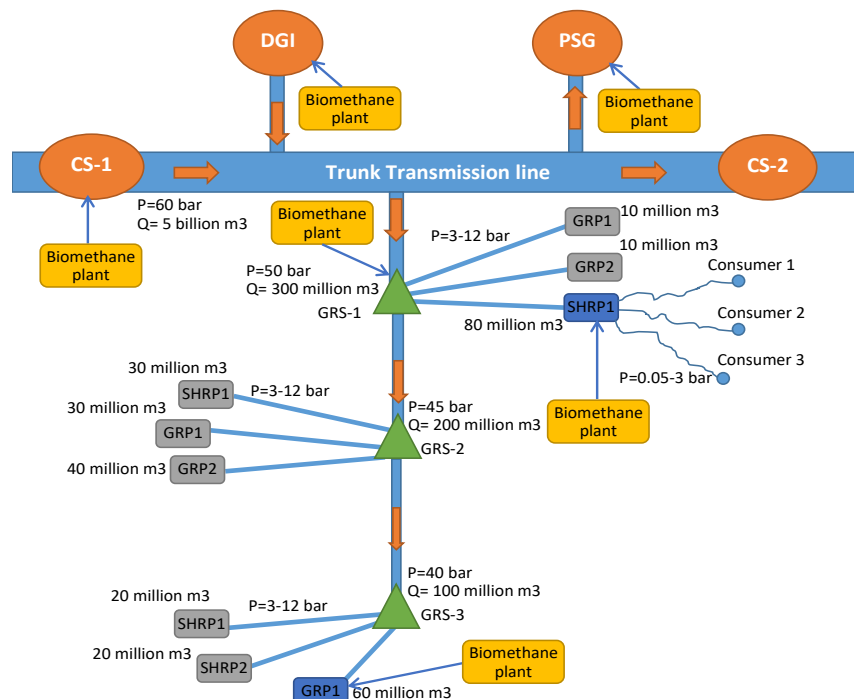 DGI
PSG
Biomethane
plant
Biomethane
plant
CS-1
Trunk Transmission line
CS-2
P=60 bar
Q= 5 billion m3
Biomethane
plant
Biomethane
plant
P=50 bar
Q= 300 million m3
GRS-1
P=3-12 bar
GRP1
10 million m3
10 million m3
GRP2
SHRP1
80 million m3
Consumer 1
Consumer 2
Consumer 3
P=0.05-3 bar
Biomethane
plant
30 million m3
SHRP1
P=3-12 bar
30 million m3
GRP1
40 million m3
GRP2
P=45 bar
Q= 200 million m3
GRS-2
P=40 bar
Q= 100 million m3
GRS-3
20 million m3
SHRP1
P=3-12 bar
20 million m3
SHRP2
GRP1
60 million m3
Biomethane
plant